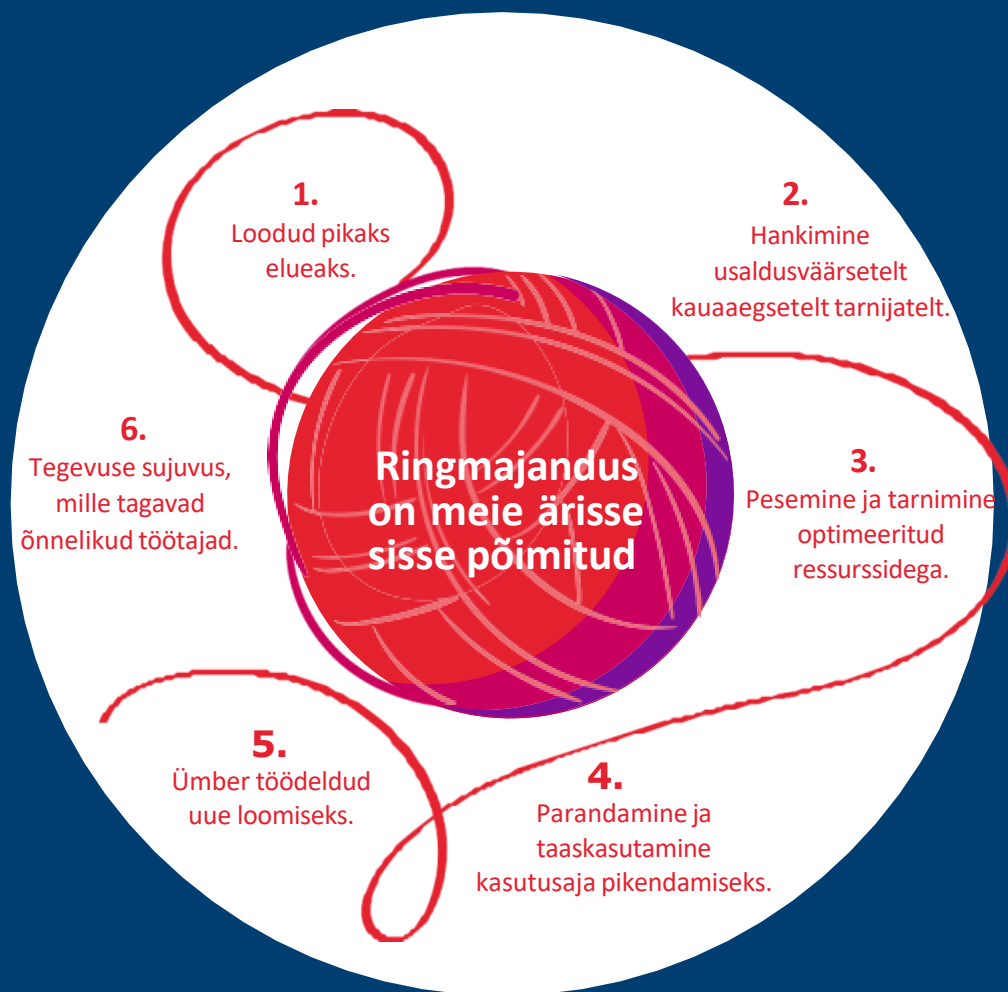 1.
Loodud pikaks
elueaks.
2.
Hankimine
usaldusväärsetelt
kauaaegsetelt tarnijatelt.
3.
Pesemine ja tarnimine
optimeeritud
ressurssidega.
4.
Parandamine ja
taaskasutamine
kasutusaja pikendamiseks.
5.
Ümber töödeldud
uue loomiseks.
6.
Tegevuse sujuvus,
mille tagavad
õnnelikud töötajad.
Ringmajandus
on meie ärisse
sisse põimitud